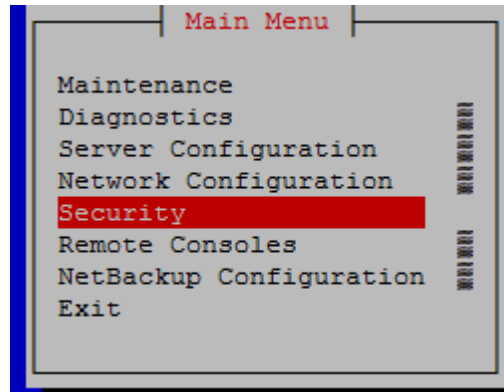 Main Menu
Maintenance
Diagnostics
Server Configuration
Network Configuration
Security
Remote Consoles
NetBackup Configuration
Exit